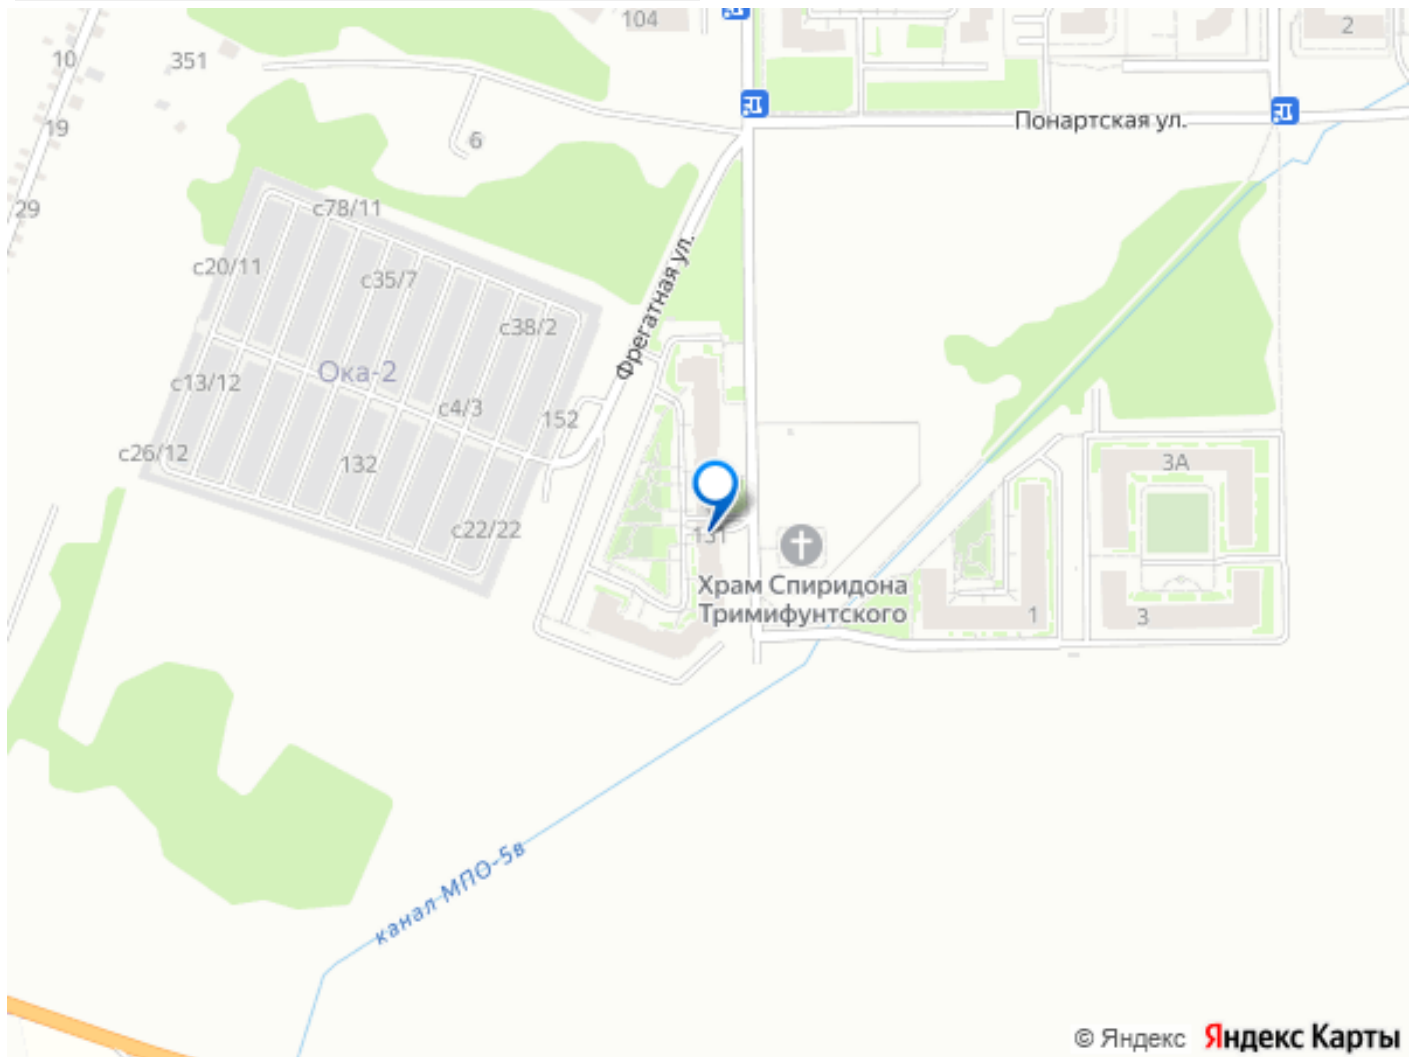 104
2
10
351
19
6
29
Понартская ул.
с78/11
с20/11
с35/7
с38/2
Фрегатная ул.
Ока-2
с13/12
с4/3
152
с26/12
132
с22/22
131
3А
1
3
Храм Спиридона
Тримифунтского
канал МПО-5в
© Яндекс Яндекс Карты